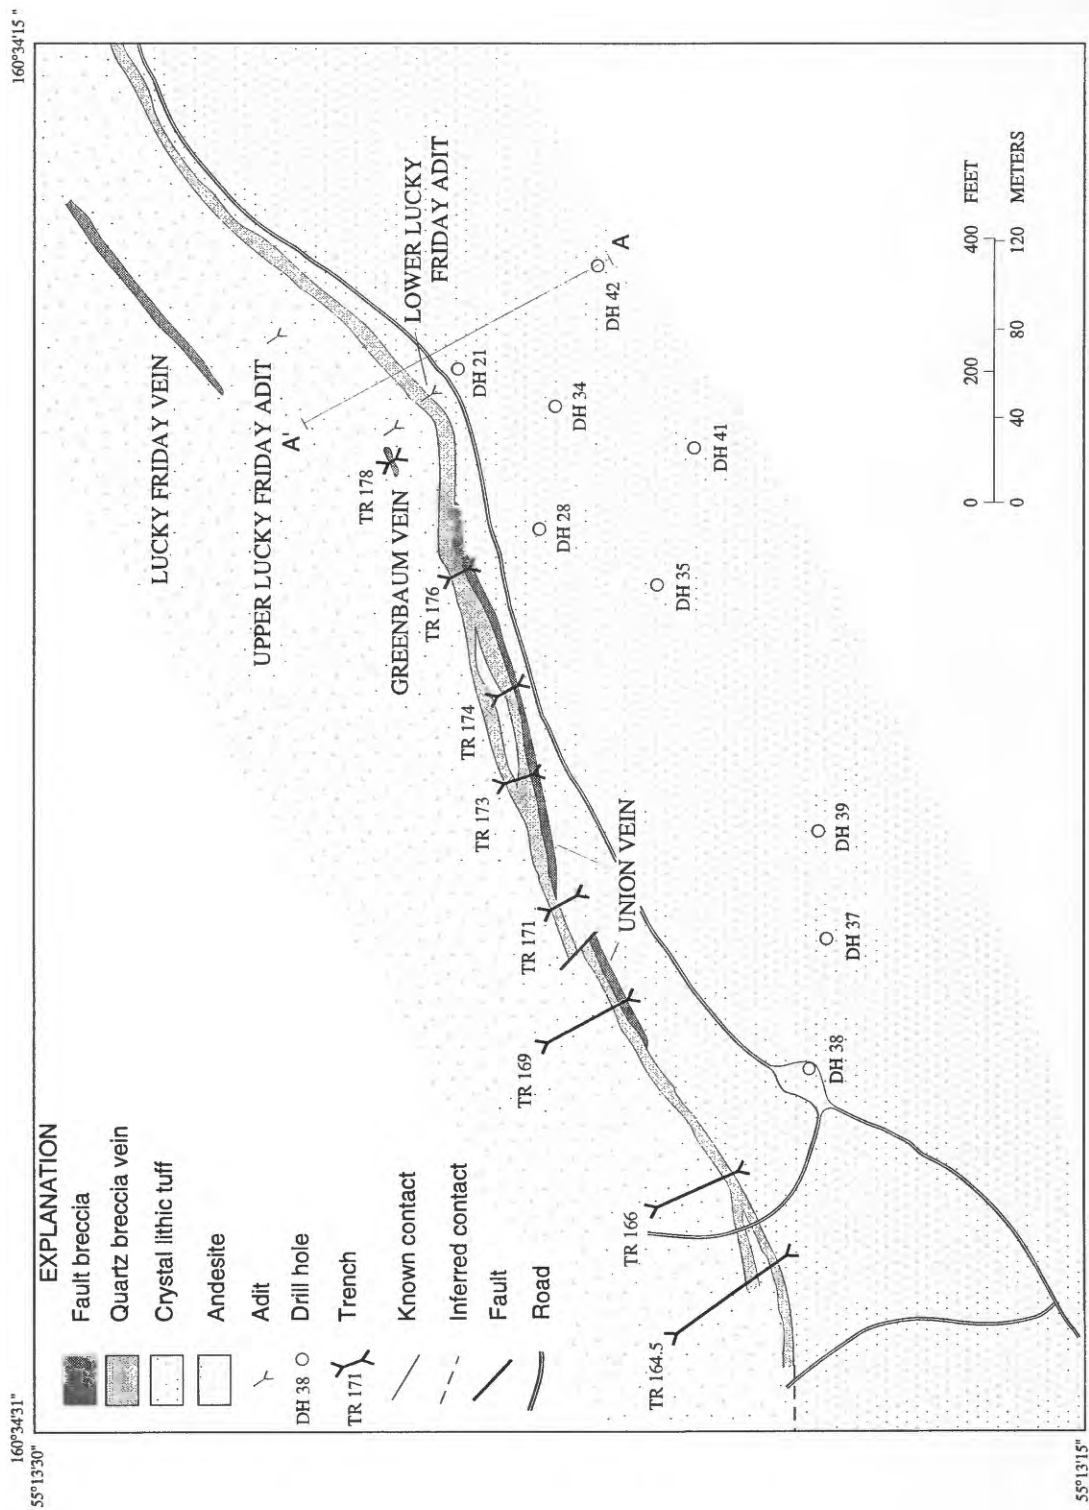 160°34'31"
55°13'30"
160°34'15"
55°13'15"
EXPLANATION
Fault breccia
Quartz breccia vein
Crystal lithic tuff
Andesite
Adit
DH 38
Drill hole
TR 171
Trench
Known contact
Inferred contact
Fault
Road
LUCKY FRIDAY VEIN
UPPER LUCKY FRIDAY ADIT
A'
TR 178
GREENBAUM VEIN
LOWER LUCKY
FRIDAY ADIT
TR 176
TR 174
TR 173
TR 171
TR 169
TR 166
TR 164.5
UNION VEIN
DH 21
DH 34
DH 42
A
DH 28
DH 41
DH 35
DH 39
DH 37
DH 38
0 200 400 FEET
0 40 80 120 METERS